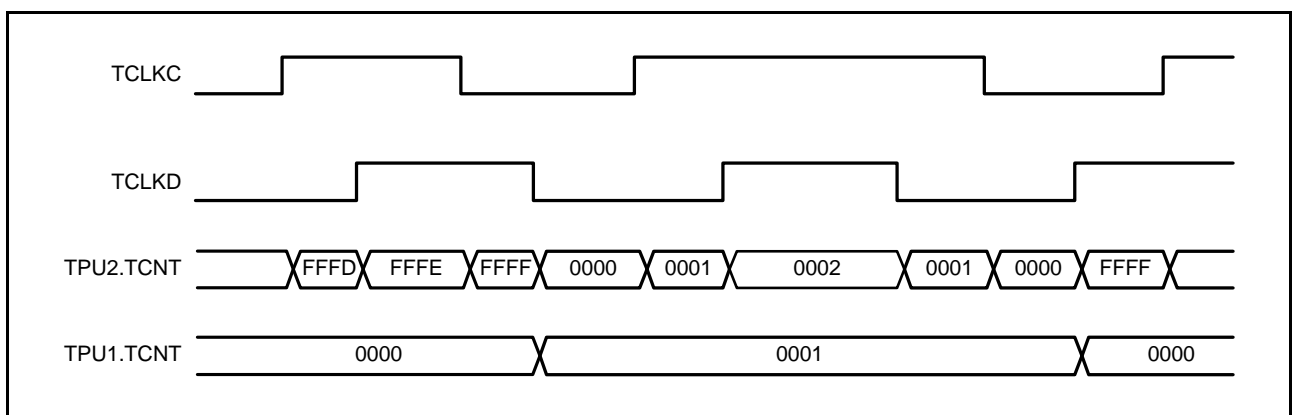 TCLKC
TCLKD
TPU2.TCNT FFFD FFFE FFFF 0000 0001 0002 0001 0000 FFFF
TPU1.TCNT 0000 0001 0000